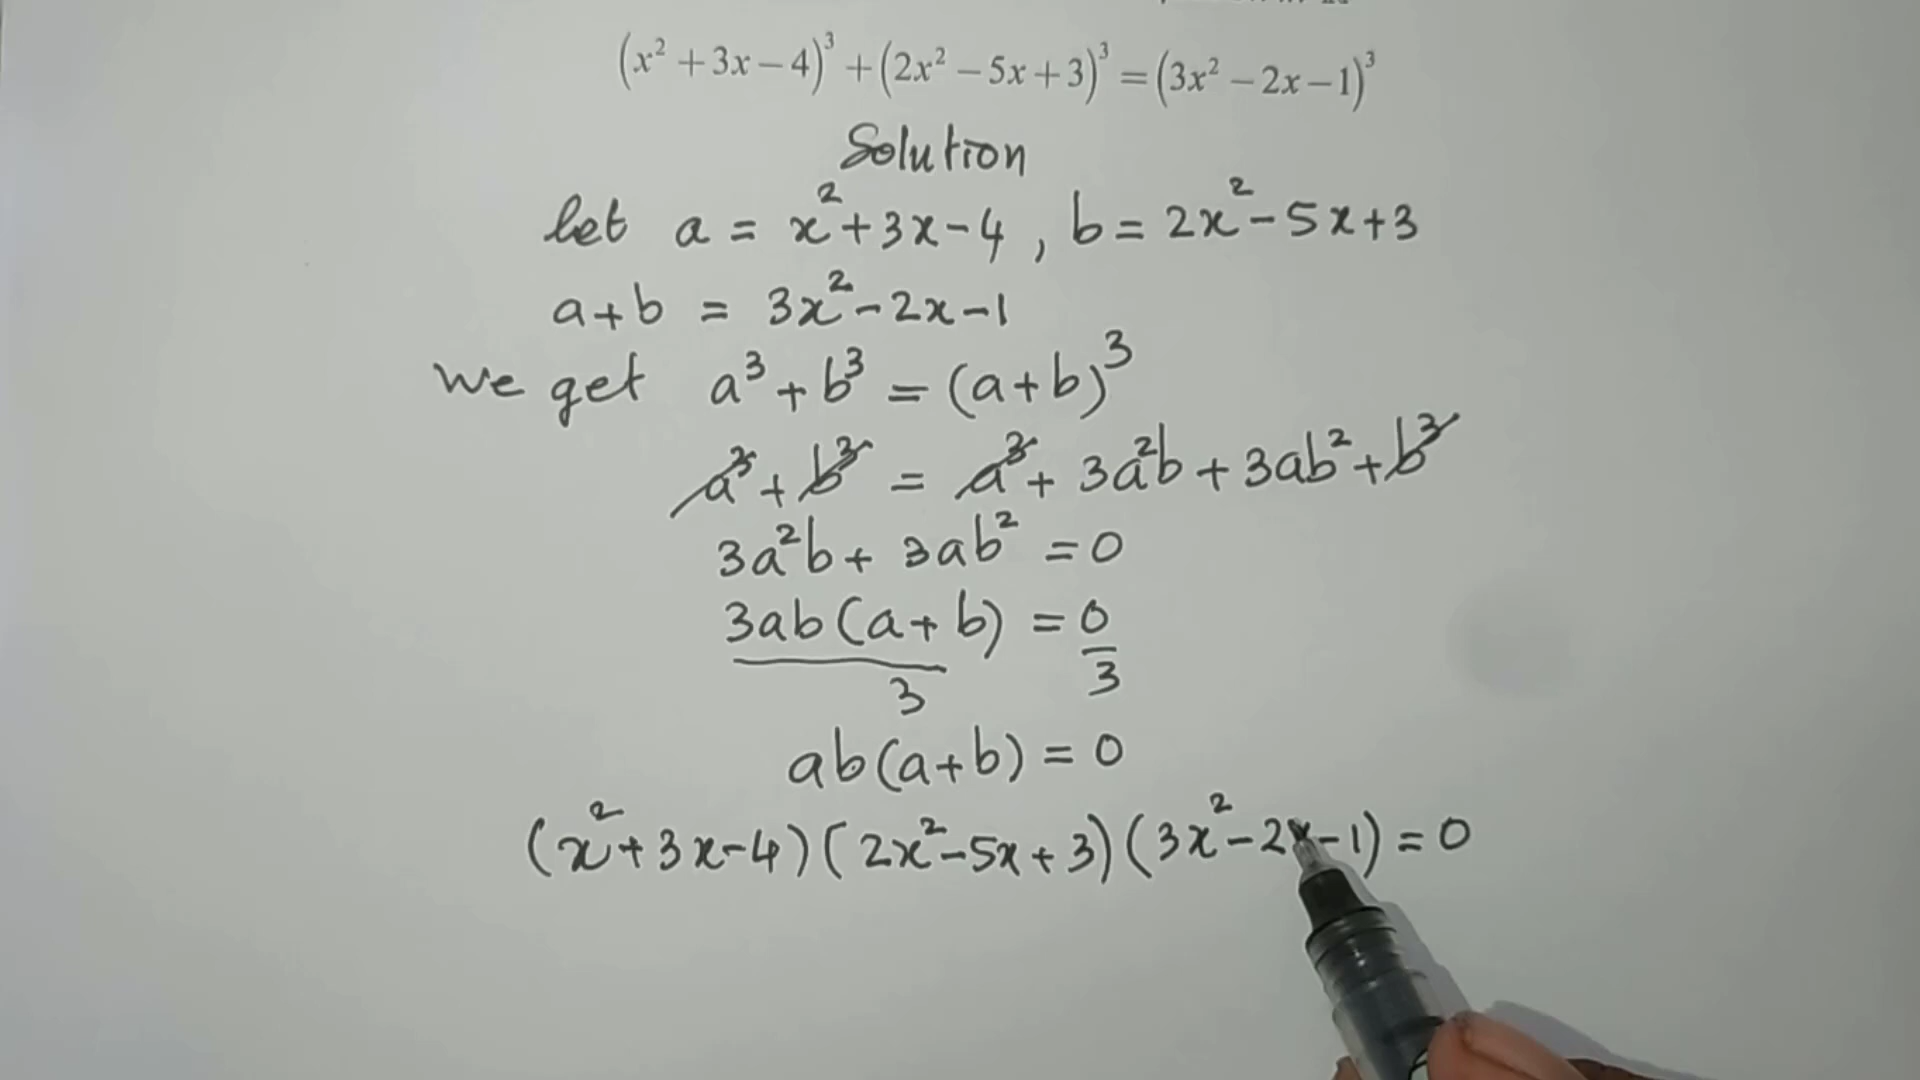 (x² + 3x − 4)³ + (2x² − 5x + 3)³ = (3x² − 2x − 1)³
Solution
let a = x² + 3x − 4 , b = 2x² − 5x + 3
a + b = 3x² − 2x − 1
We get a³ + b³ = (a + b)³
a³ + b³ = a³ + 3a²b + 3ab² + b³
3a²b + 3ab² = 0
3ab(a + b) = 0
3 3
ab(a + b) = 0
(x² + 3x − 4)(2x² − 5x + 3)(3x² − 2x − 1) = 0